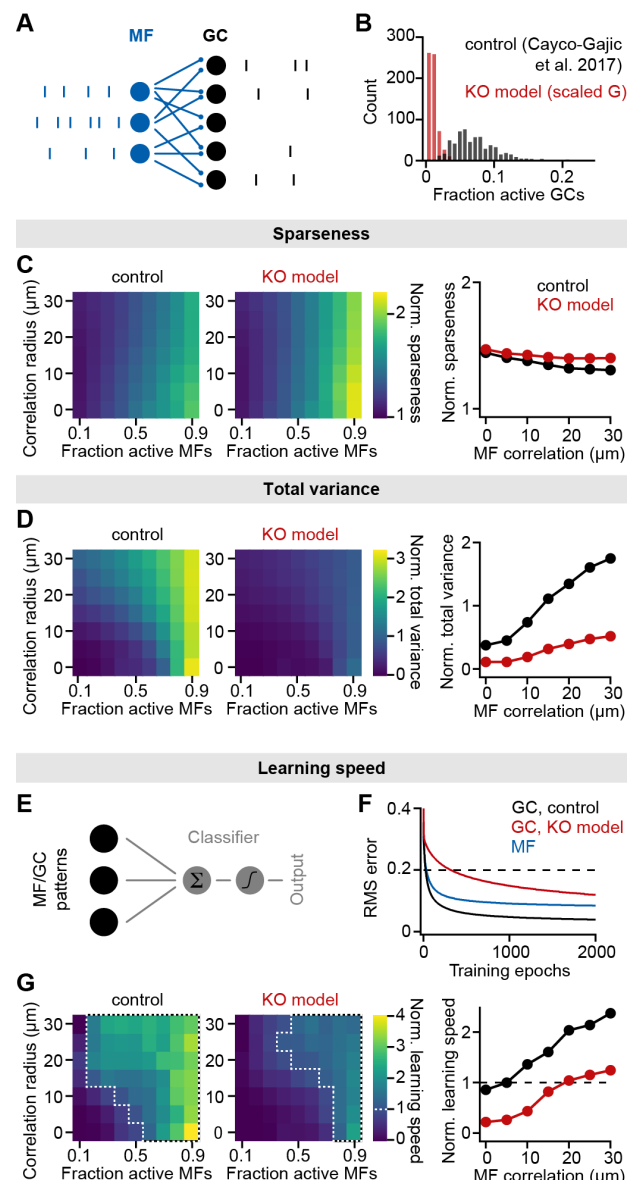 A
MF
GC
B
300
200
100
0
Count
control (Cayco-Gajic
et al. 2017)
KO model (scaled G)
0
0.1
0.2
Fraction active GCs
Sparseness
C
control
KO model
Correlation radius (µm)
30
20
10
0
0.1
0.5
0.9
Fraction active MFs
0.1
0.5
0.9
Fraction active MFs
2
1
Norm. sparseness
Norm. sparseness
2
1
control
KO model
0
10
20
30
MF correlation (µm)
Total variance
D
control
KO model
Correlation radius (µm)
30
20
10
0
0.1
0.5
0.9
Fraction active MFs
0.1
0.5
0.9
Fraction active MFs
3
2
1
0
Norm. total variance
Norm. total variance
2
1
0
0
10
20
30
MF correlation (µm)
Learning speed
E
MF/GC
patterns
Classifier
Σ
Output
F
RMS error
0.4
0.2
0
GC, control
GC, KO model
MF
0
1000
2000
Training epochs
G
control
KO model
Correlation radius (µm)
30
20
10
0
0.1
0.5
0.9
Fraction active MFs
0.1
0.5
0.9
Fraction active MFs
4
3
2
1
0
Norm. learning speed
Norm. learning speed
2
1
0
0
10
20
30
MF correlation (µm)